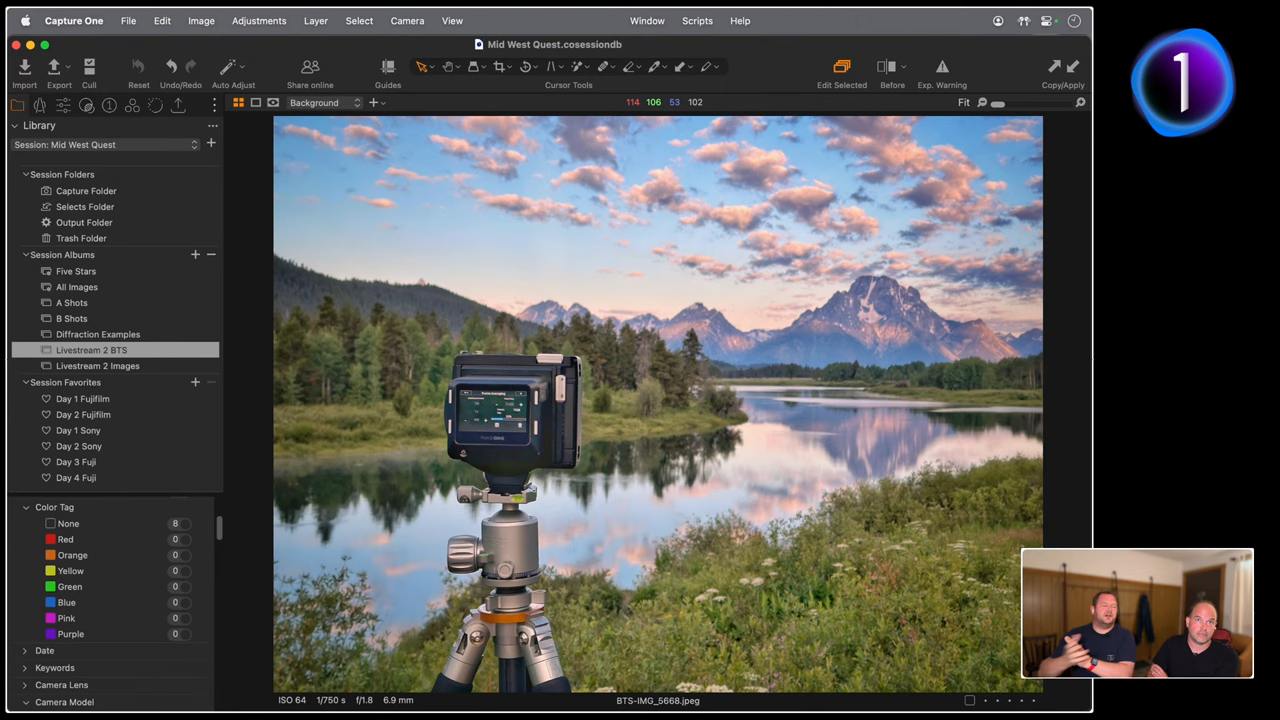 Capture One File Edit Image Adjustments Layer Select Camera View Window Scripts Help
Mid West Quest.cosessiondb
Import Export Cull Reset Undo/Redo Auto Adjust Share online Guides Cursor Tools Edit Selected Before Exp. Warning Copy/Apply
Background 114 106 53 102 Fit
Library
Session: Mid West Quest
Session Folders
Capture Folder
Selects Folder
Output Folder
Trash Folder
Session Albums
Five Stars
All Images
A Shots
B Shots
Diffraction Examples
Livestream 2 BTS
Livestream 2 Images
Session Favorites
Day 1 Fujifilm
Day 2 Fujifilm
Day 1 Sony
Day 2 Sony
Day 3 Fuji
Day 4 Fuji
Color Tag
None 8
Red 0
Orange 0
Yellow 0
Green 0
Blue 0
Pink 0
Purple 0
Date
Keywords
Camera Lens
Camera Model
ISO 64 1/750 s f/1.8 6.9 mm BTS-IMG_5668.jpeg
1